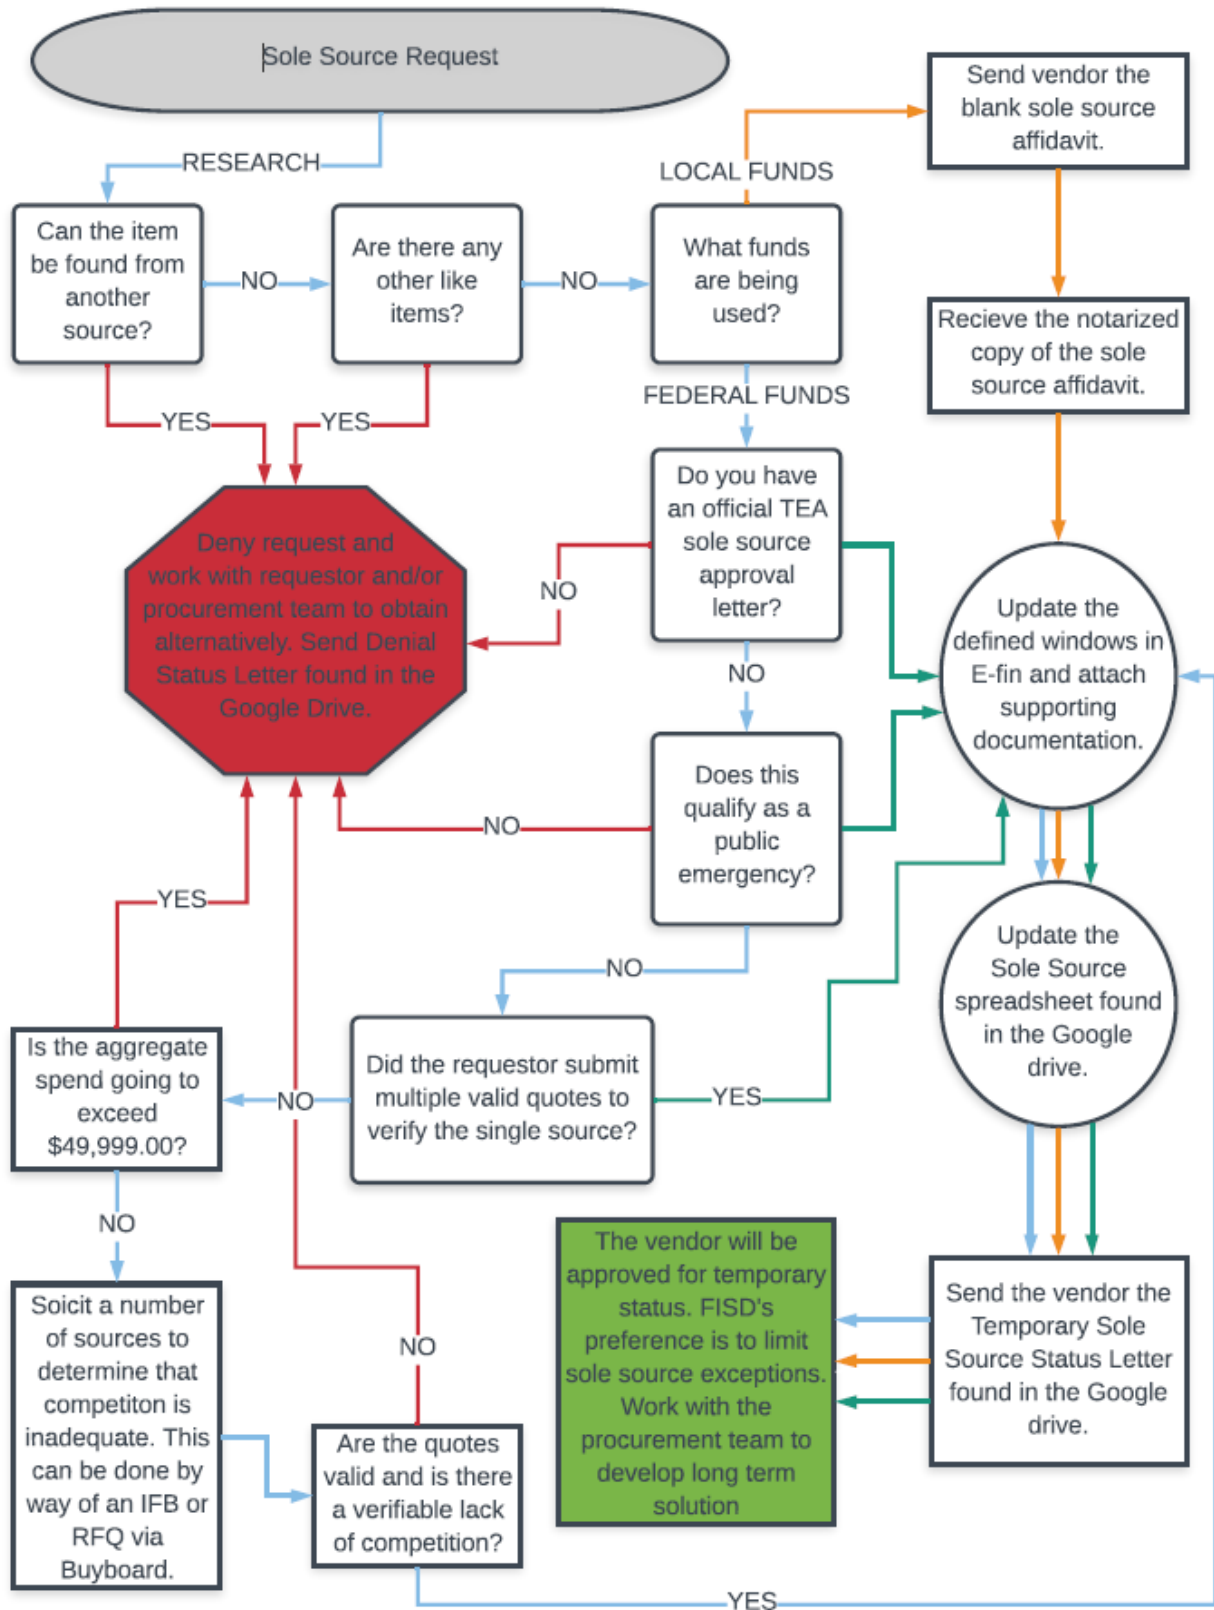 Sole Source Request
RESEARCH
Can the item
be found from
another
source?
NO
Are there any
other like
items?
NO
What funds
are being
used?
LOCAL FUNDS
Send vendor the
blank sole source
affidavit.
Recieve the notarized
copy of the sole
source affidavit.
YES
YES
FEDERAL FUNDS
Do you have
an official TEA
sole source
approval
letter?
NO
NO
Deny request and
work with requestor and/or
procurement team to obtain
alternatively. Send Denial
Status Letter found in the
Google Drive.
Update the
defined windows in
E-fin and attach
supporting
documentation.
Does this
qualify as a
public
emergency?
NO
NO
YES
Update the
Sole Source
spreadsheet found
in the Google
drive.
Is the aggregate
spend going to
exceed
$49,999.00?
NO
Did the requestor submit
multiple valid quotes to
verify the single source?
YES
NO
Soicit a number
of sources to
determine that
competiton is
inadequate. This
can be done by
way of an IFB or
RFQ via
Buyboard.
NO
Are the quotes
valid and is there
a verifiable lack
of competition?
YES
The vendor will be
approved for temporary
status. FISD's
preference is to limit
sole source exceptions.
Work with the
procurement team to
develop long term
solution
Send the vendor the
Temporary Sole
Source Status Letter
found in the Google
drive.